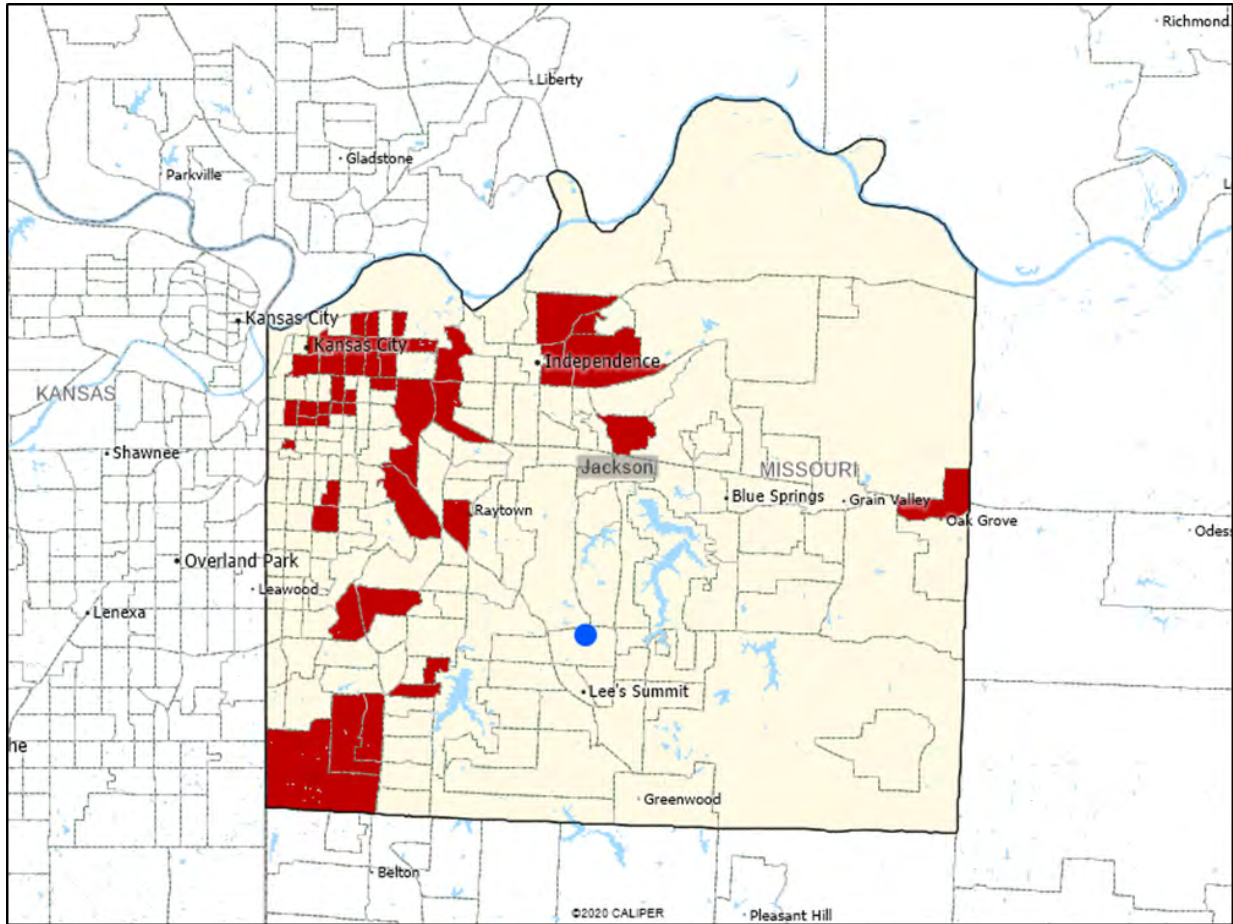 Richmond
Liberty
Gladstone
Parkville
Kansas City
Kansas City
Independence
KANSAS
Shawnee
Jackson
MISSOURI
Blue Springs
Grain Valley
Raytown
Oak Grove
Odess
Overland Park
Leawood
Lenexa
Lee's Summit
he
Greenwood
Belton
©2020 CALIPER
Pleasant Hill